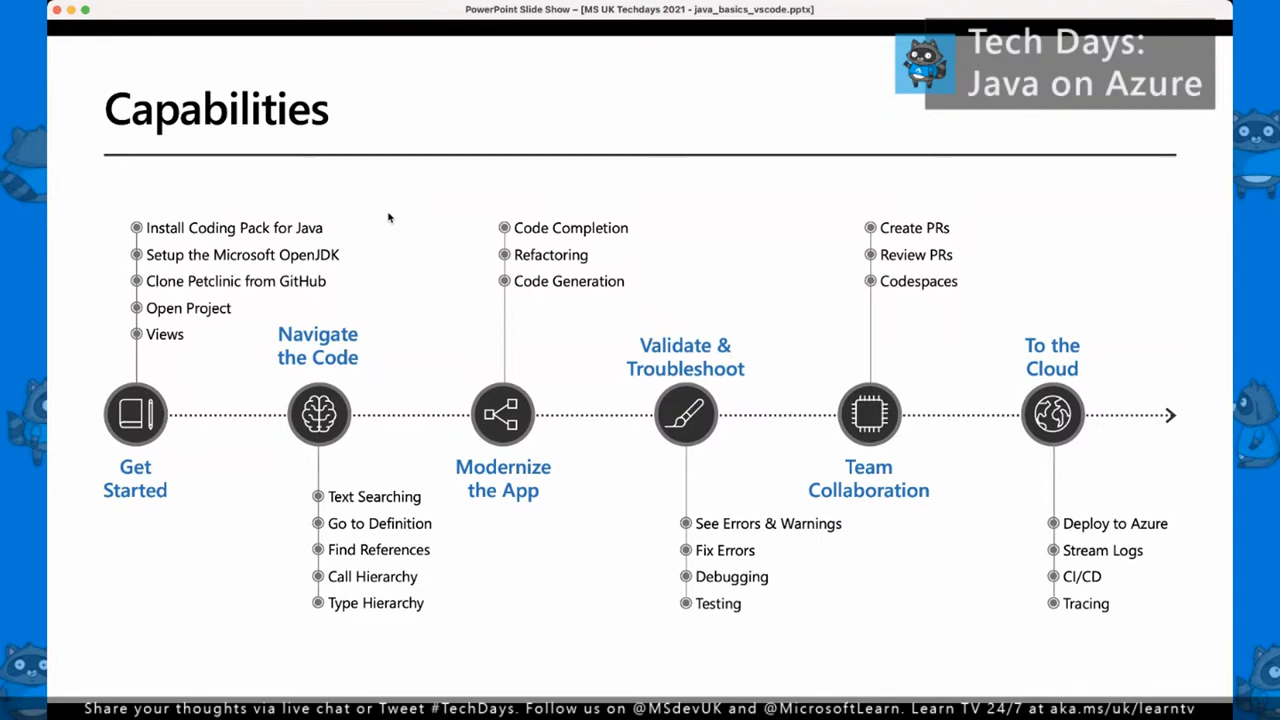 PowerPoint Slide Show – [MS UK Techdays 2021 - java_basics_vscode.pptx]
Tech Days:
Java on Azure
Capabilities
Install Coding Pack for Java
Setup the Microsoft OpenJDK
Clone Petclinic from GitHub
Open Project
Views
Get
Started
Navigate
the Code
Text Searching
Go to Definition
Find References
Call Hierarchy
Type Hierarchy
Code Completion
Refactoring
Code Generation
Modernize
the App
Validate &
Troubleshoot
See Errors & Warnings
Fix Errors
Debugging
Testing
Create PRs
Review PRs
Codespaces
Team
Collaboration
To the
Cloud
Deploy to Azure
Stream Logs
CI/CD
Tracing
Share your thoughts via live chat or Tweet #TechDays. Follow us on @MSdevUK and @MicrosoftLearn. Learn TV 24/7 at aka.ms/uk/learntv